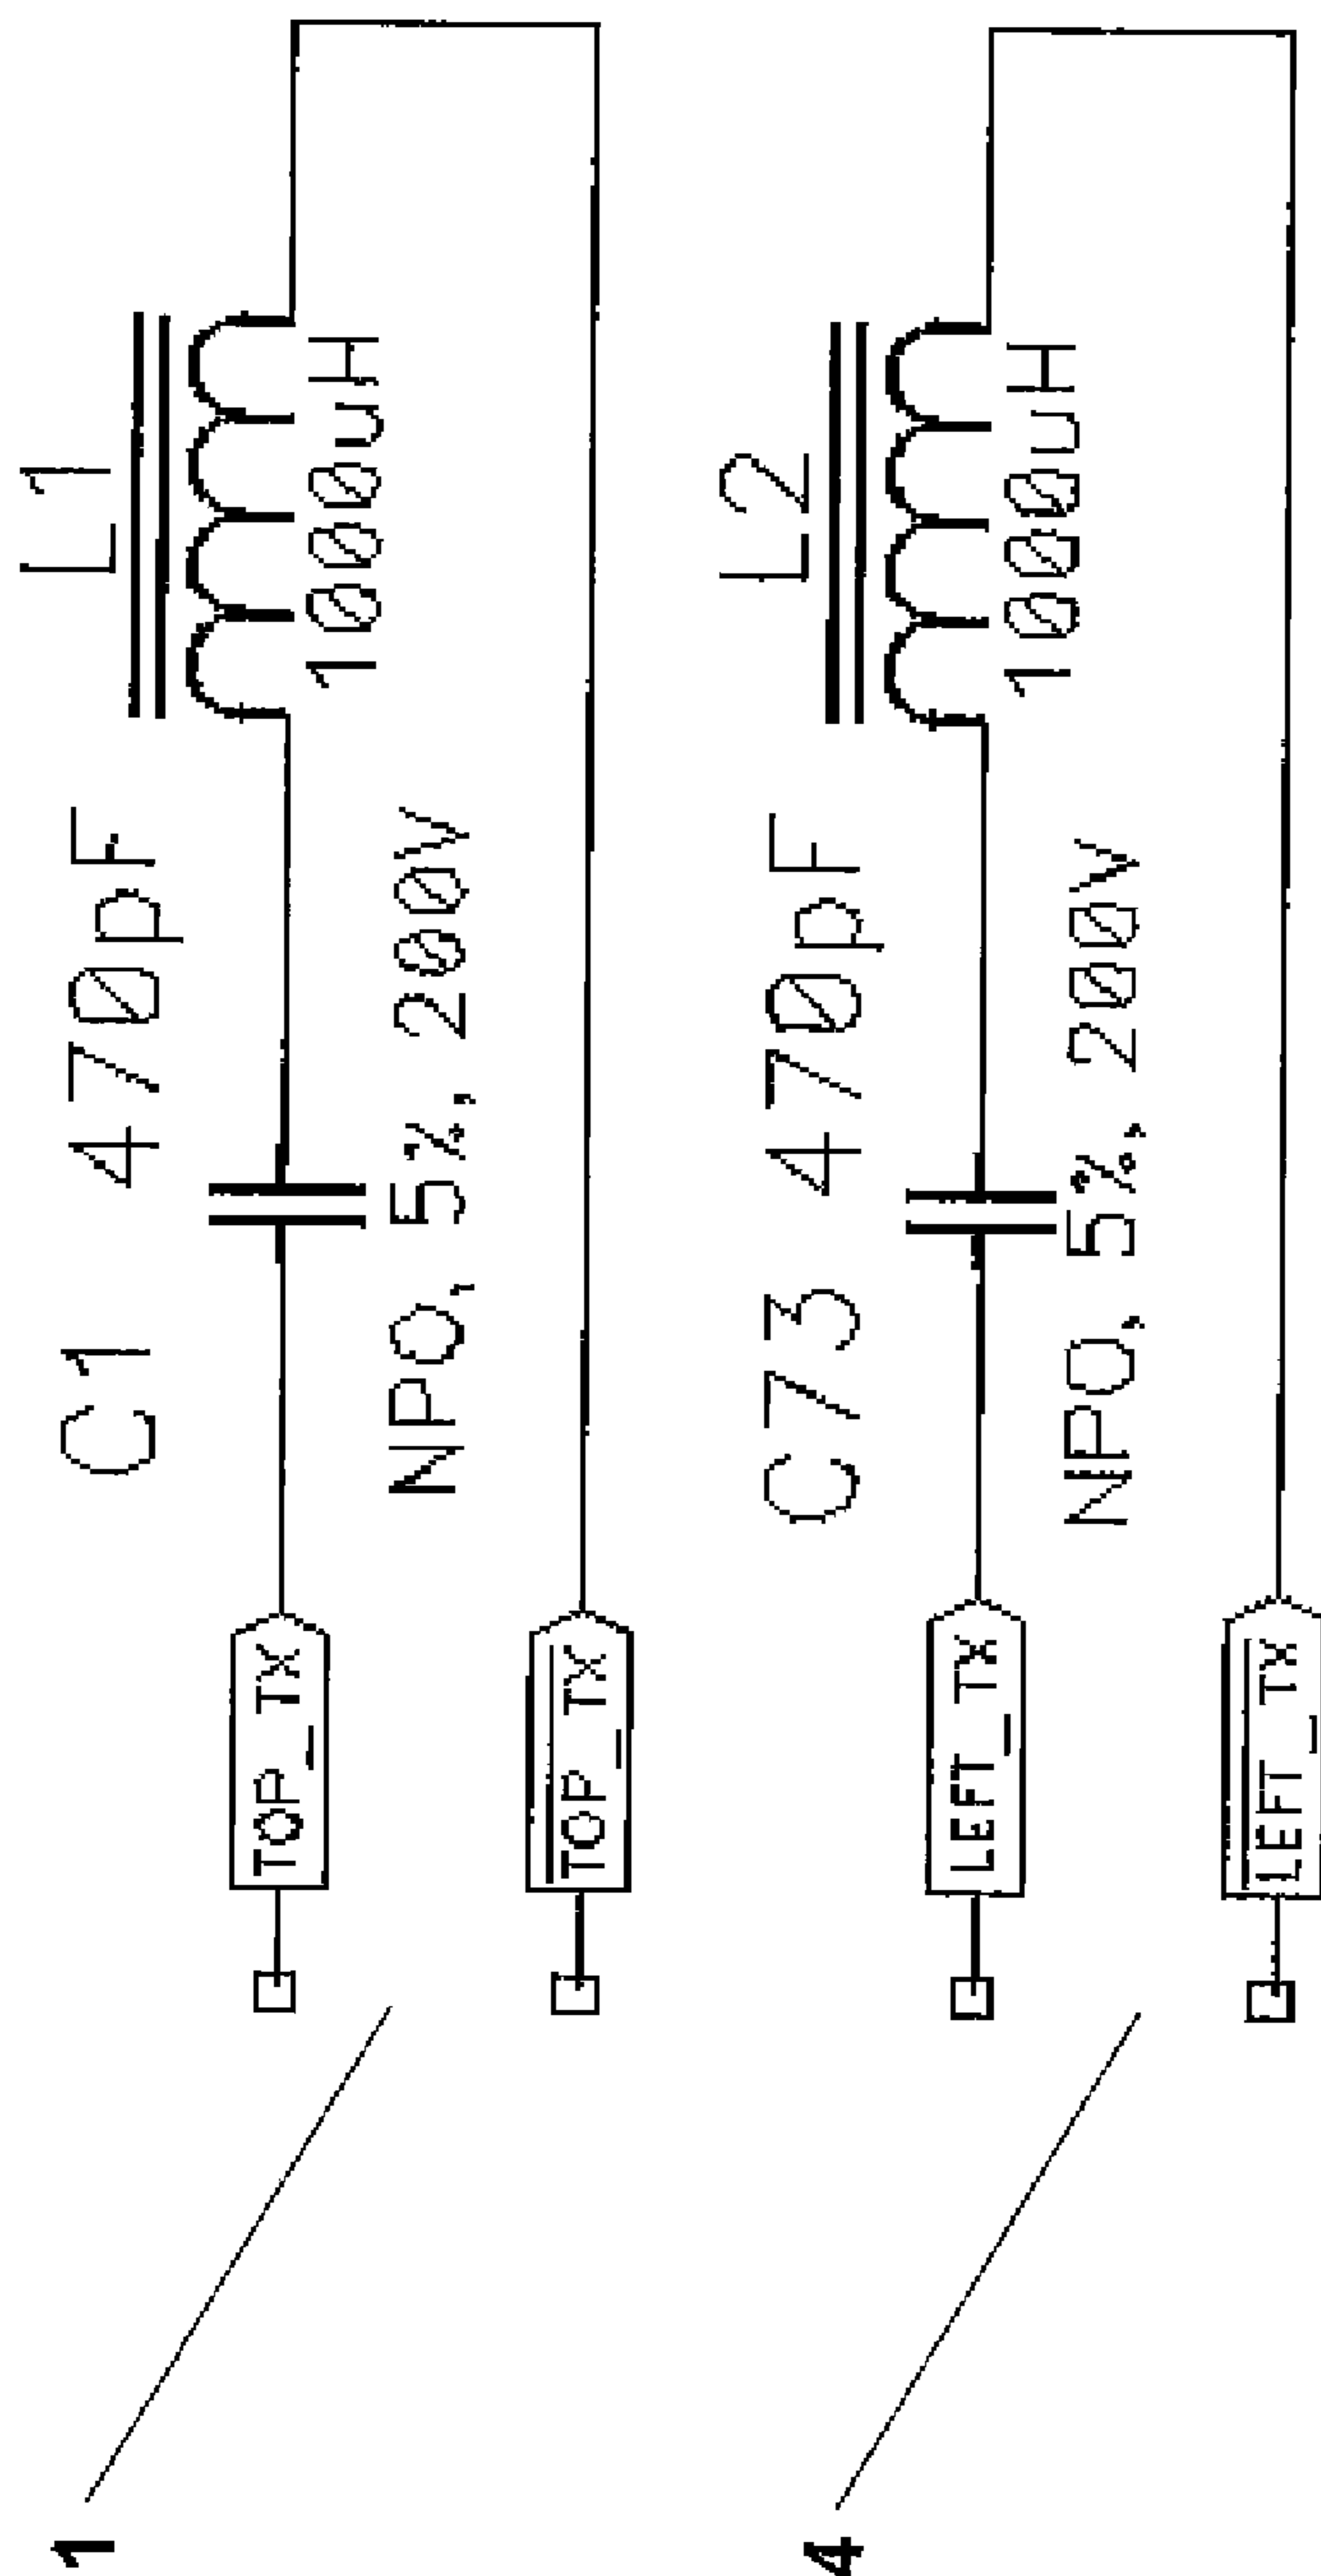 L1
1000uH
C1 470pF
NPO, 5%, 200V
TOP_TX
TOP_TX
1
L2
1000uH
C73 470pF
NPO, 5%, 200V
LEFT_TX
LEFT_TX
4